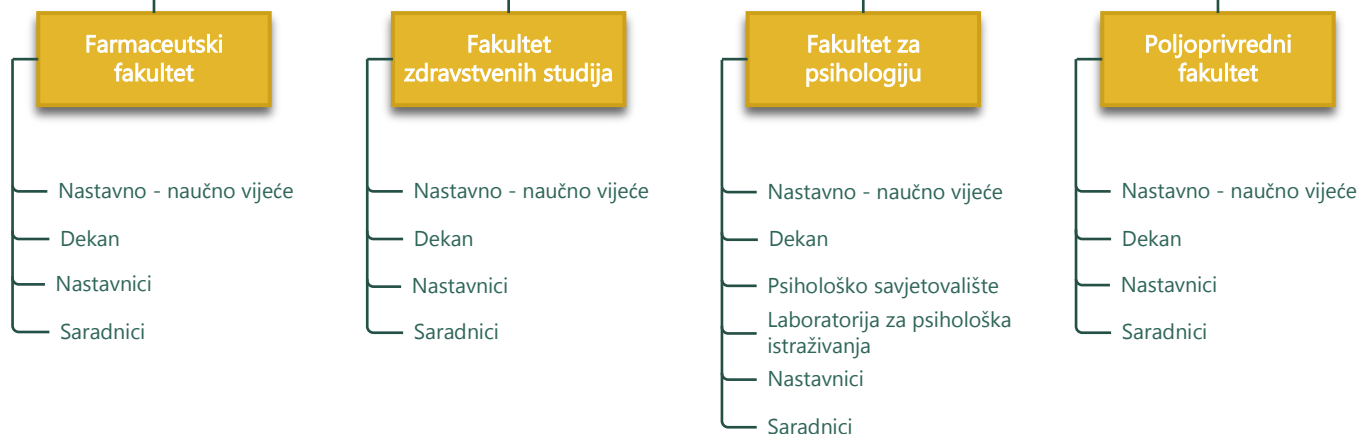 Farmaceutski
fakultet
Nastavno - naučno vijeće
Dekan
Nastavnici
Saradnici
Fakultet
zdravstvenih studija
Nastavno - naučno vijeće
Dekan
Nastavnici
Saradnici
Fakultet za
psihologiju
Nastavno - naučno vijeće
Dekan
Psihološko savjetovalište
Laboratorija za psihološka
istraživanja
Nastavnici
Saradnici
Poljoprivredni
fakultet
Nastavno - naučno vijeće
Dekan
Nastavnici
Saradnici